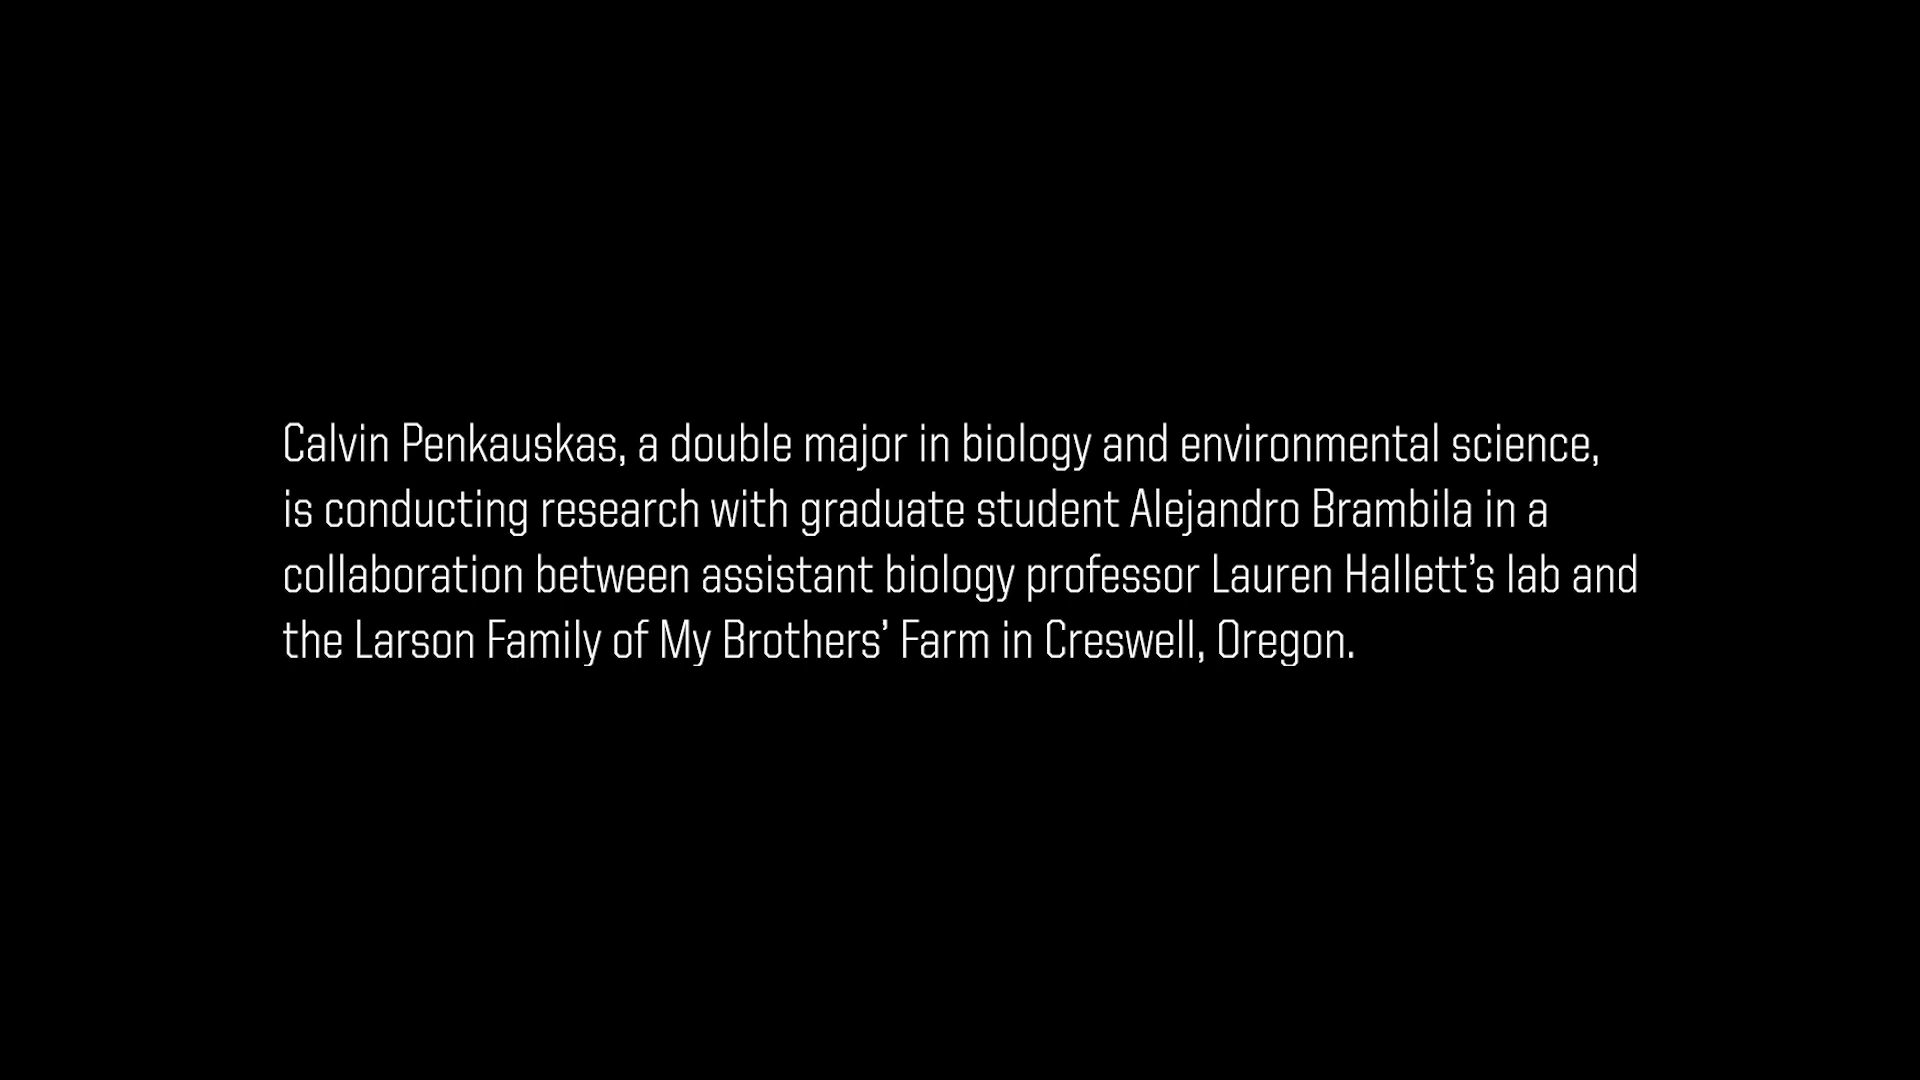 Calvin Penkauskas, a double major in biology and environmental science,
is conducting research with graduate student Alejandro Brambila in a
collaboration between assistant biology professor Lauren Hallett’s lab and
the Larson Family of My Brothers’ Farm in Creswell, Oregon.